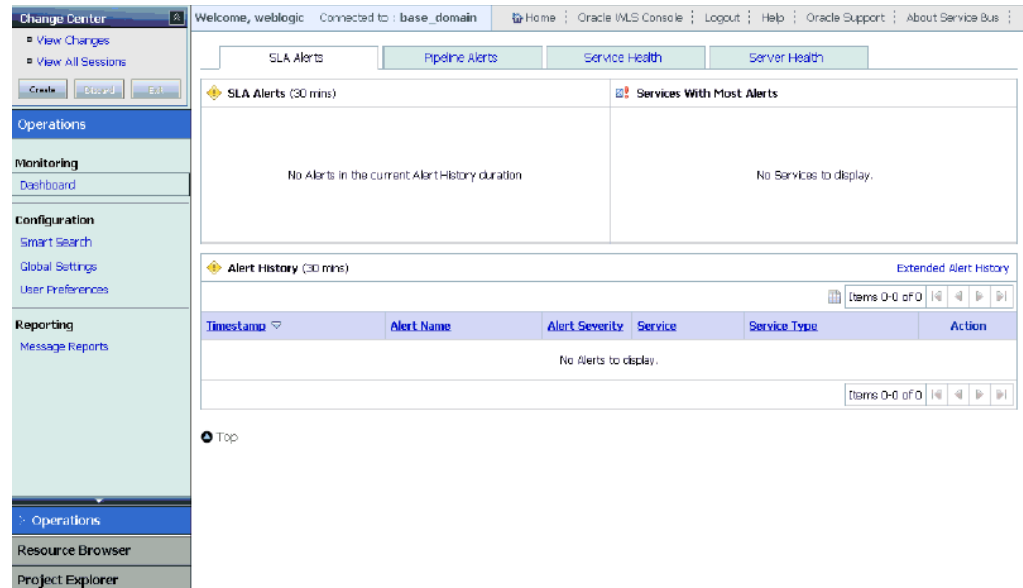 Change Center
Welcome, weblogic Connected to : base_domain Home Oracle WLS Console Logout Help Oracle Support About Service Bus
View Changes
View All Sessions
Create Discard Exit
SLA Alerts Pipeline Alerts Service Health Server Health
Operations
Monitoring
Dashboard
Configuration
Smart Search
Global Settings
User Preferences
Reporting
Message Reports
SLA Alerts (30 mins)
No Alerts in the current Alert History duration
Services With Most Alerts
No Services to display.
Alert History (30 mins) Extended Alert History
Items 0-0 of 0
Timestamp Alert Name Alert Severity Service Service Type Action
No Alerts to display.
Items 0-0 of 0
Top
Operations
Resource Browser
Project Explorer